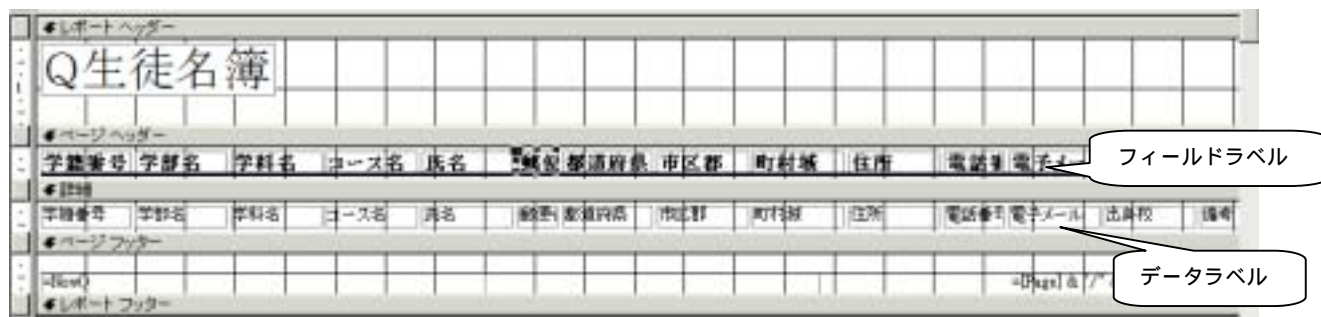 レポート ヘッダー
Q生徒名簿
ページ ヘッダー
学籍番号 学部名 学科名 コース名 氏名 郵便 都道府県 市区郡 町村域 住所 電話番 電子メー
フィールドラベル
詳細
学籍番号 学部名 学科名 コース名 氏名 郵便 都道府県 市区郡 町村域 住所 電話番号 電子メール 出身校 備考
ページ フッター
データラベル
=Now() =[Page] & "/"
レポート フッター